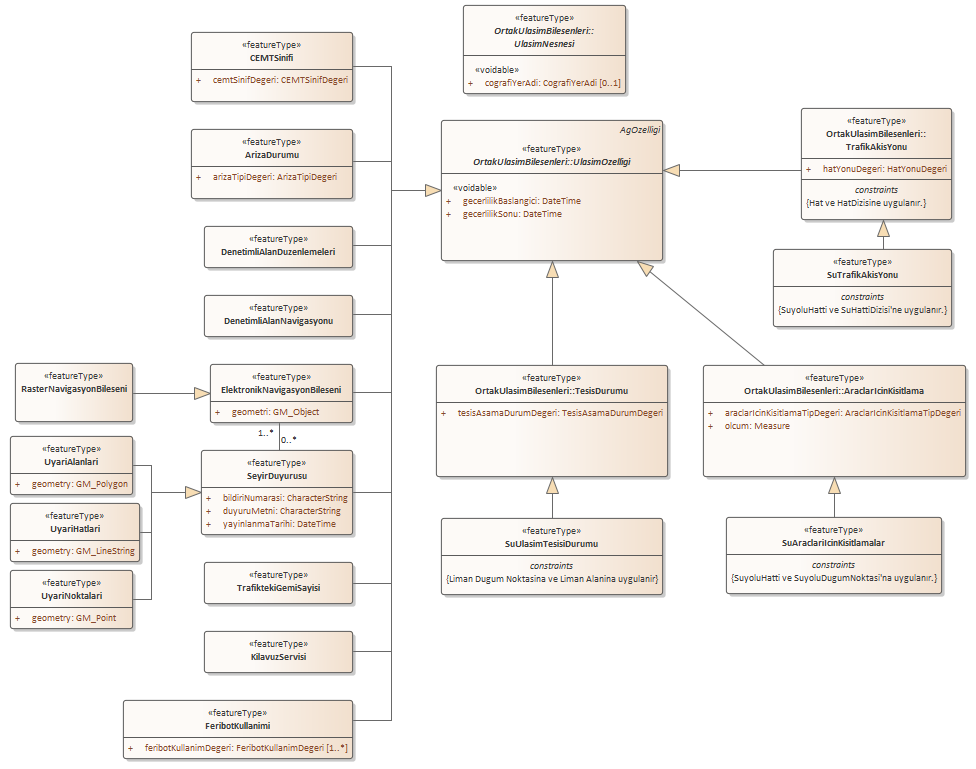 «featureType»
OrtakUlasimBilesenleri::
UlasimNesnesi
«voidable»
+ cografiYerAdi: CografiYerAdi [0..1]
«featureType»
CEMTSinifi
+ cemtSinifDegeri: CEMTSinifDegeri
«featureType»
ArizaDurumu
+ arizaTipiDegeri: ArizaTipiDegeri
«featureType»
DenetimliAlanDuzenlemeleri
«featureType»
DenetimliAlanNavigasyonu
«featureType»
RasterNavigasyonBileseni
«featureType»
ElektronikNavigasyonBileseni
+ geometri: GM_Object
1..*
0..*
«featureType»
UyariAlanlari
+ geometry: GM_Polygon
«featureType»
UyariHatlari
+ geometry: GM_LineString
«featureType»
UyariNoktalari
+ geometry: GM_Point
«featureType»
SeyirDuyurusu
+ bildiriNumarasi: CharacterString
+ duyuruMetni: CharacterString
+ yayinlanmaTarihi: DateTime
«featureType»
TrafiktekiGemiSayisi
«featureType»
KilavuzServisi
«featureType»
FeribotKullanimi
+ feribotKullanimDegeri: FeribotKullanimDegeri [1..*]
AgOzelligi
«featureType»
OrtakUlasimBilesenleri::UlasimOzelligi
«voidable»
+ gecerlilikBaslangici: DateTime
+ gecerlilikSonu: DateTime
«featureType»
OrtakUlasimBilesenleri::
TrafikAkisYonu
+ hatYonuDegeri: HatYonuDegeri
constraints
{Hat ve HatDizisine uygulanır.}
«featureType»
SuTrafikAkisYonu
constraints
{SuyoluHatti ve SuHattiDizisi'ne uygulanır.}
«featureType»
OrtakUlasimBilesenleri::TesisDurumu
+ tesisAsamaDurumDegeri: TesisAsamaDurumDegeri
«featureType»
OrtakUlasimBilesenleri::AraclarIcinKisitlama
+ araclarIcinKisitlamaTipDegeri: AraclarIcinKisitlamaTipDegeri
+ olcum: Measure
«featureType»
SuUlasimTesisiDurumu
constraints
{Liman Dugum Noktasina ve Liman Alanina uygulanir}
«featureType»
SuAraclariIcinKisitlamalar
constraints
{SuyoluHatti ve SuyoluDugumNoktasi'na uygulanır.}